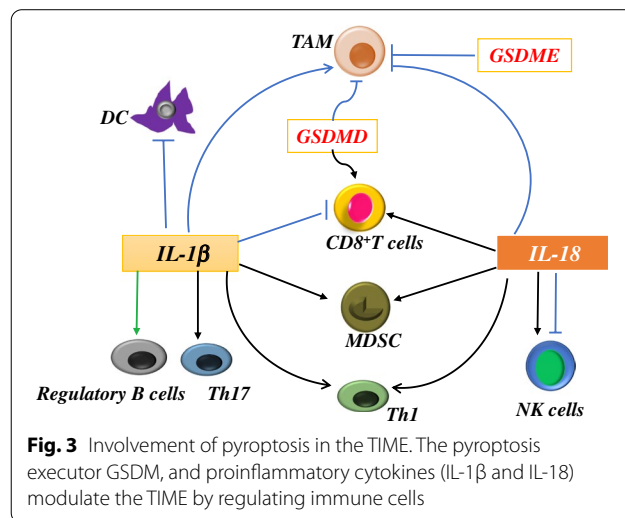 TAM
GSDME
DC
GSDMD
CD8⁺T cells
IL-1β
IL-18
MDSC
Regulatory B cells
Th17
Th1
NK cells
Fig. 3 Involvement of pyroptosis in the TIME. The pyroptosis
executor GSDM, and proinflammatory cytokines (IL-1β and IL-18)
modulate the TIME by regulating immune cells